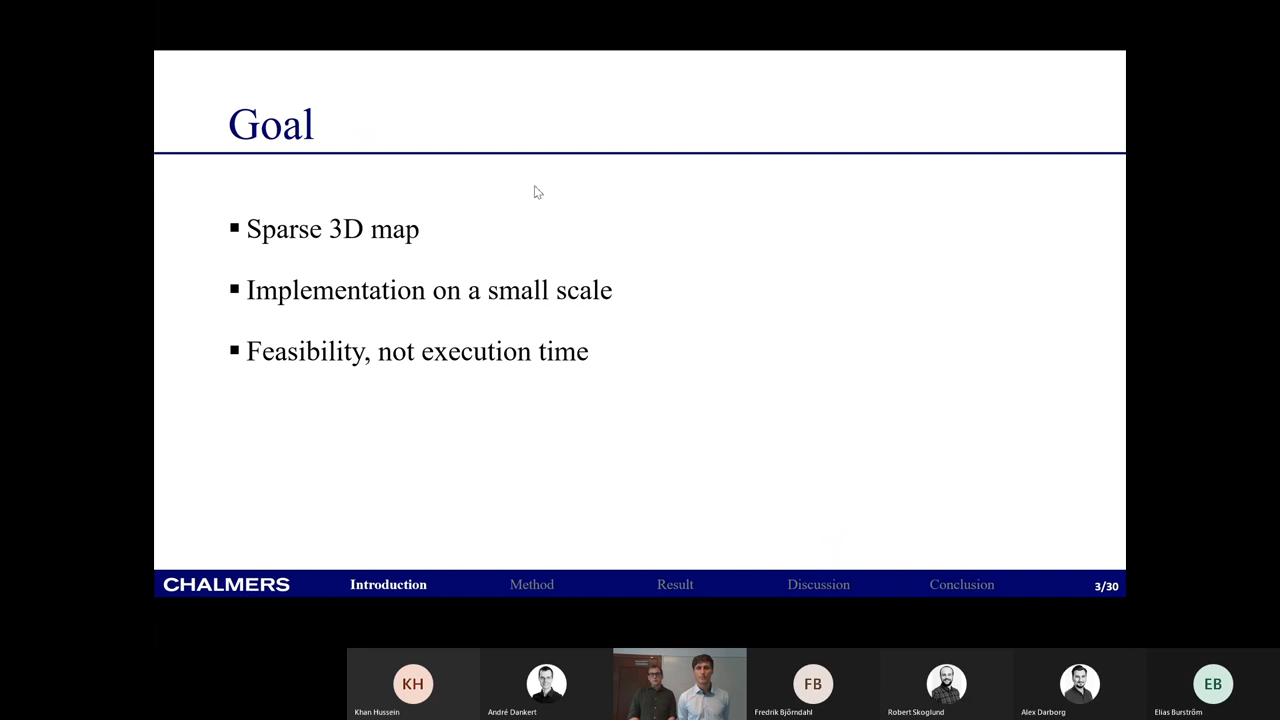 Goal
▪ Sparse 3D map
▪ Implementation on a small scale
▪ Feasibility, not execution time
CHALMERS Introduction Method Result Discussion Conclusion 3/30
KH FB EB
Khan Hussein André Dankert Fredrik Björndahl Robert Skoglund Alex Darborg Elias Burström